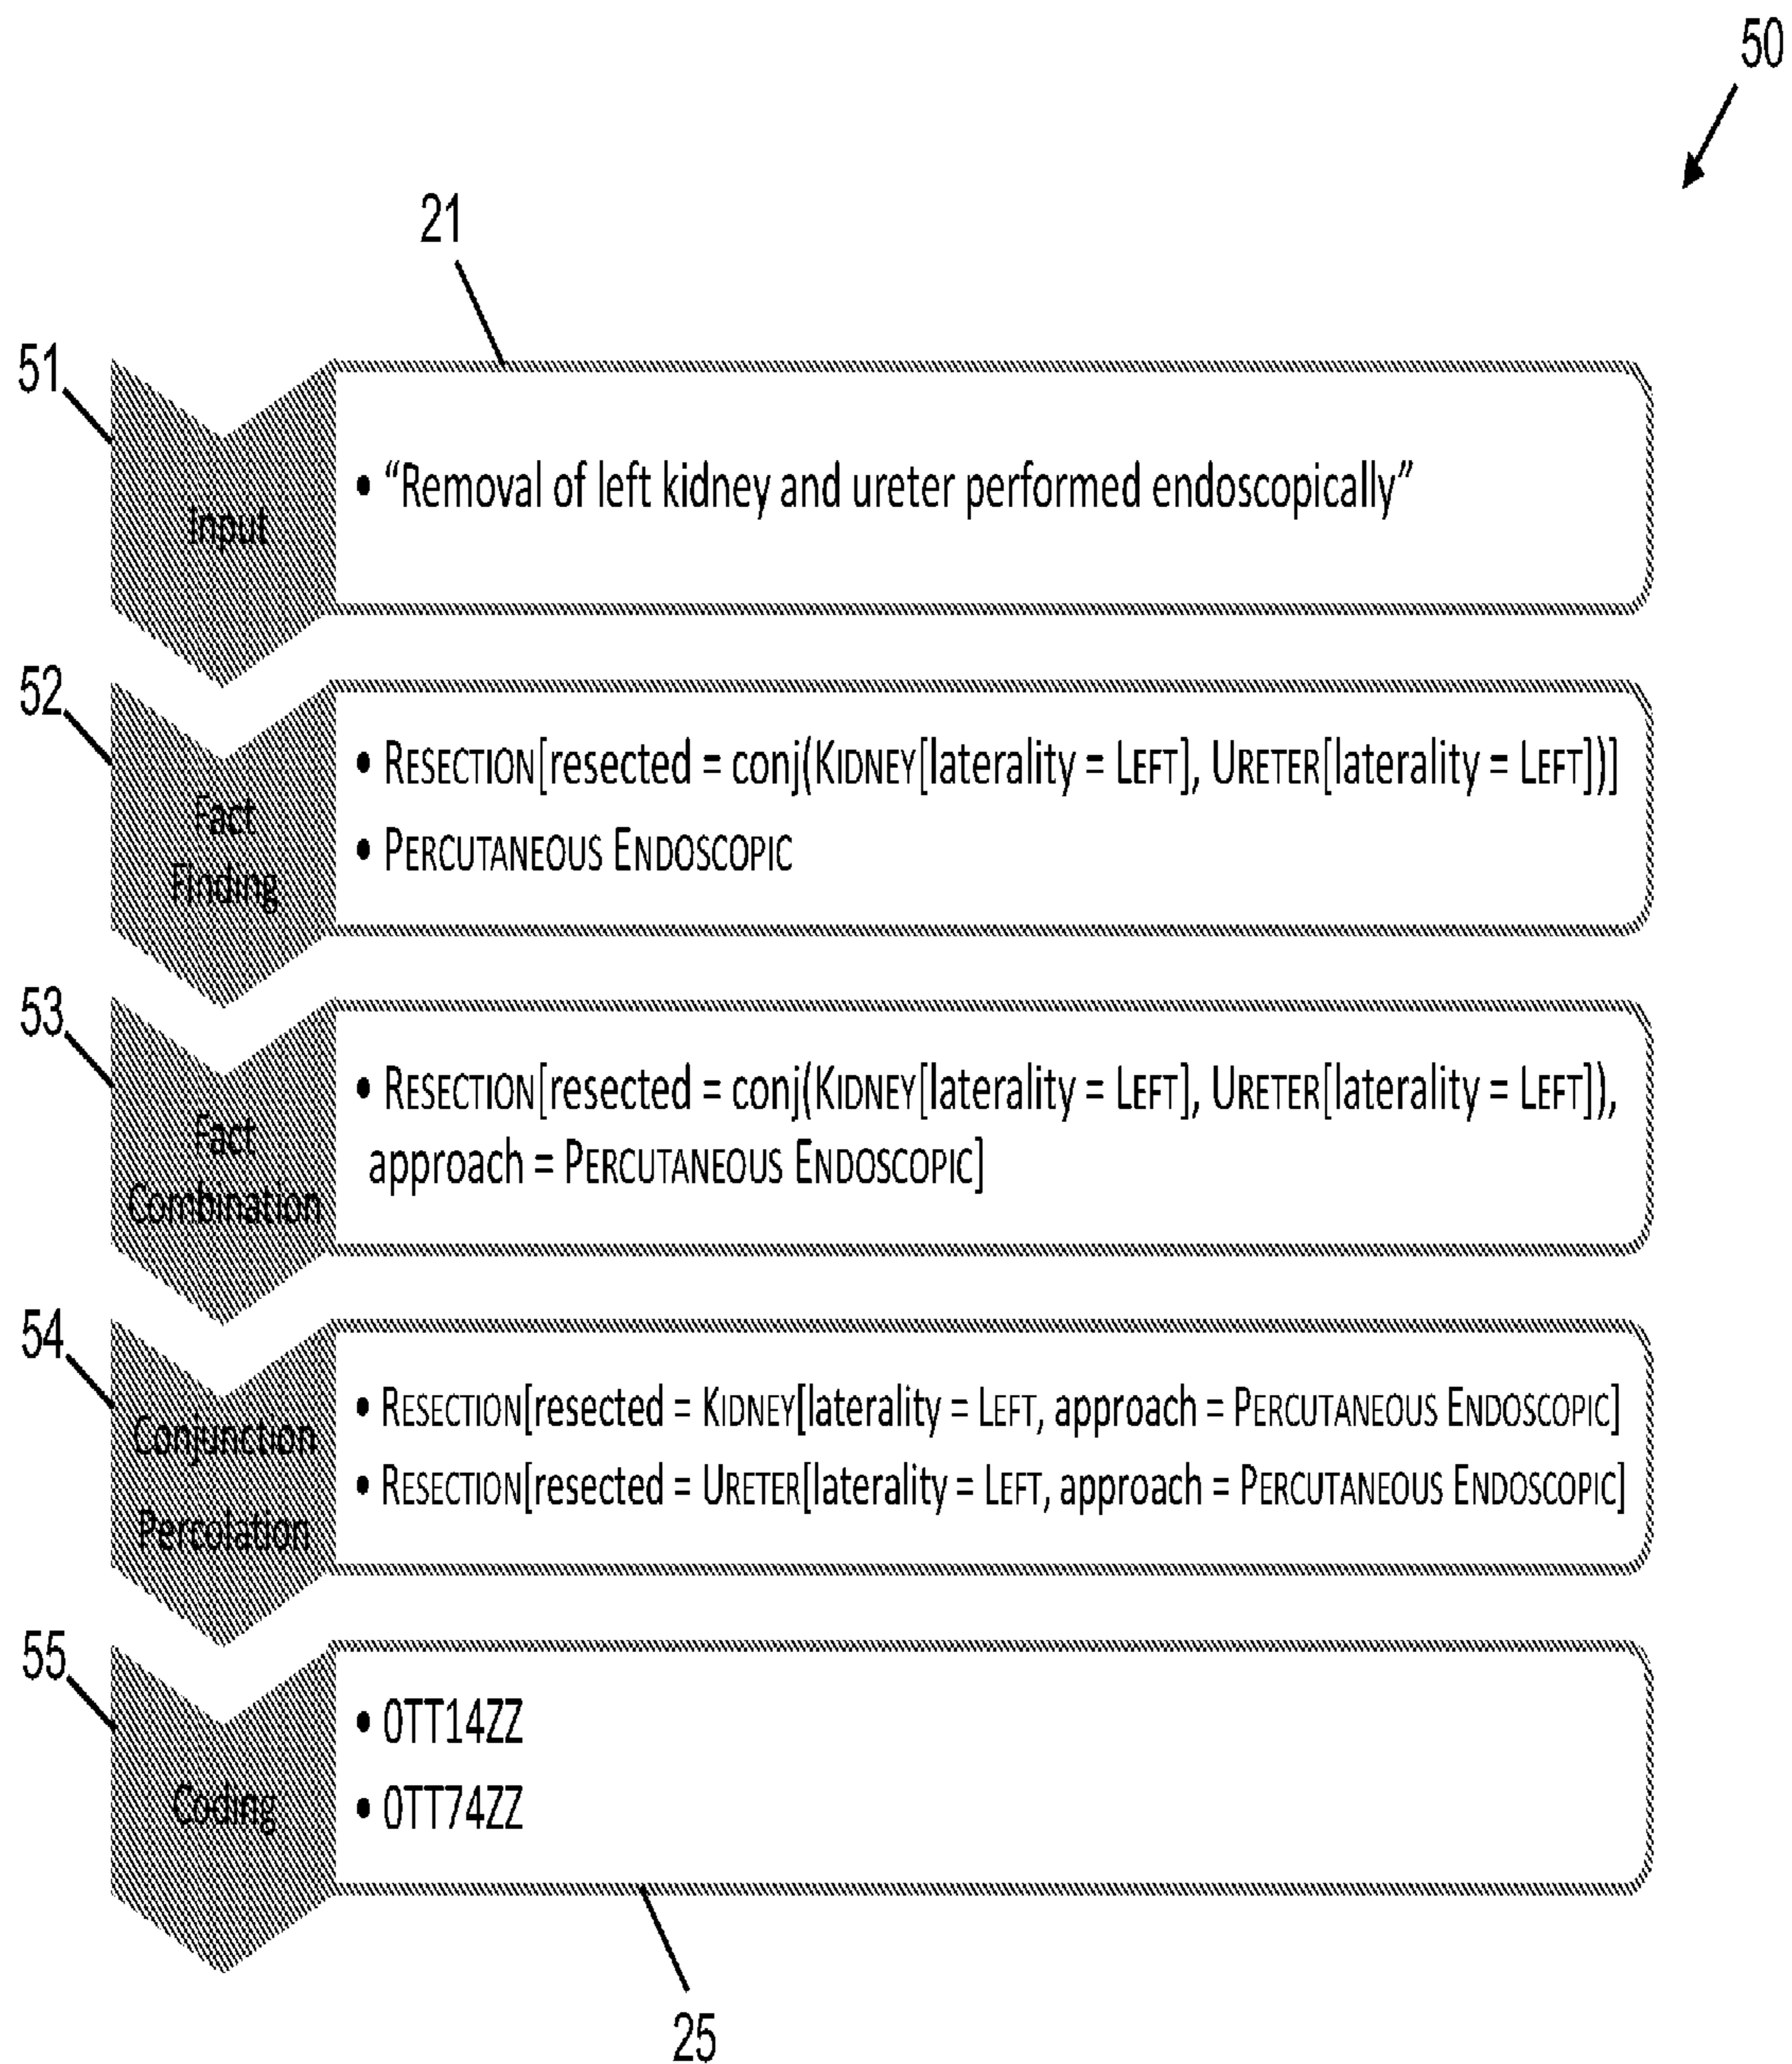 50
21
51
Input
• “Removal of left kidney and ureter performed endoscopically”
52
Fact
Finding
• RESECTION[resected = conj(KIDNEY[laterality = LEFT], URETER[laterality = LEFT])]
• PERCUTANEOUS ENDOSCOPIC
53
Fact
Combination
• RESECTION[resected = conj(KIDNEY[laterality = LEFT], URETER[laterality = LEFT]),
approach = PERCUTANEOUS ENDOSCOPIC]
54
Conjunction
Percolation
• RESECTION[resected = KIDNEY[laterality = LEFT, approach = PERCUTANEOUS ENDOSCOPIC]
• RESECTION[resected = URETER[laterality = LEFT, approach = PERCUTANEOUS ENDOSCOPIC]
55
Coding
• 0TT14ZZ
• 0TT74ZZ
25